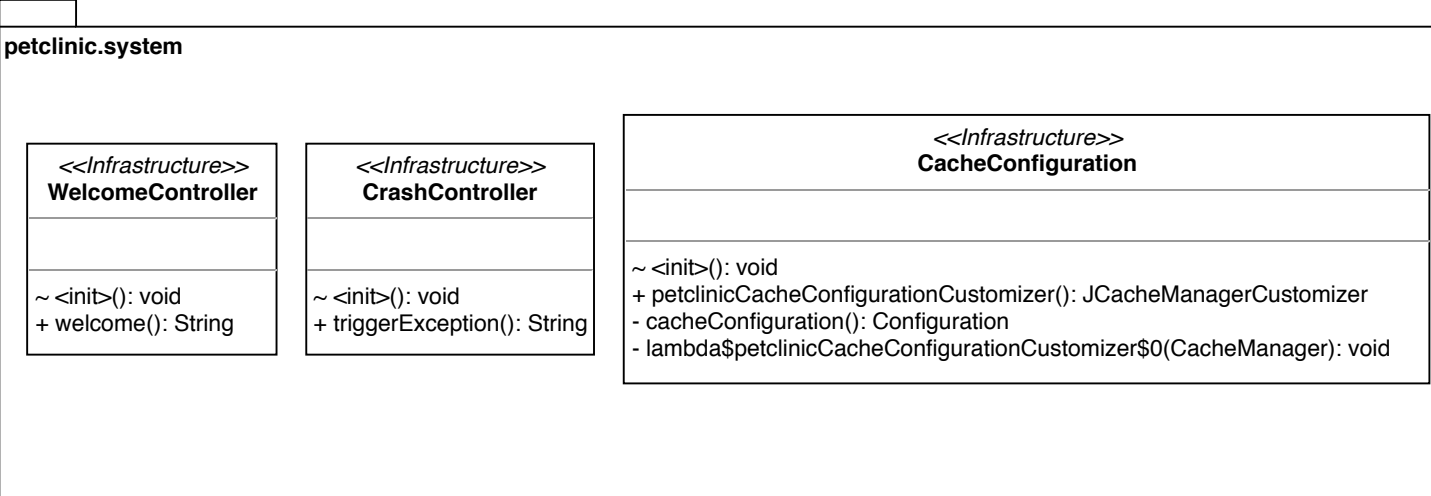 petclinic.system
<<Infrastructure>>
WelcomeController
~ <init>(): void
+ welcome(): String
<<Infrastructure>>
CrashController
~ <init>(): void
+ triggerException(): String
<<Infrastructure>>
CacheConfiguration
~ <init>(): void
+ petclinicCacheConfigurationCustomizer(): JCacheManagerCustomizer
- cacheConfiguration(): Configuration
- lambda$petclinicCacheConfigurationCustomizer$0(CacheManager): void